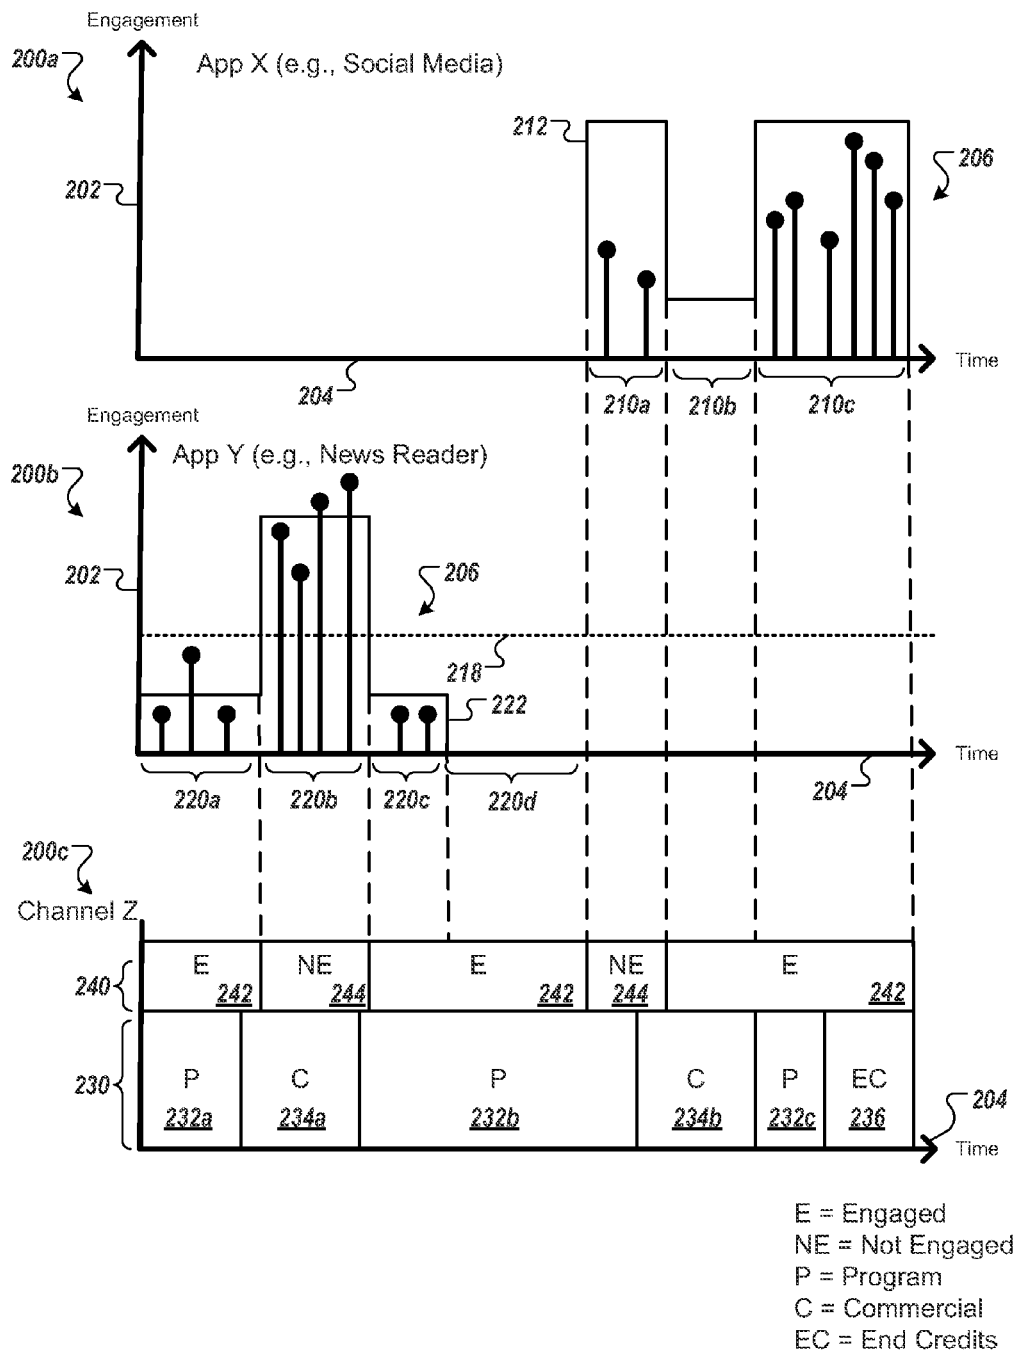 Engagement
200a
App X (e.g., Social Media)
212
206
202
Time
204
210a
210b
210c
Engagement
App Y (e.g., News Reader)
200b
202
206
218
222
Time
220a
220b
220c
220d
204
200c
Channel Z
E
NE
E
NE
E
240
242
244
242
244
242
230
P
C
P
C
P
EC
204
232a
234a
232b
234b
232c
236
Time
E = Engaged
NE = Not Engaged
P = Program
C = Commercial
EC = End Credits